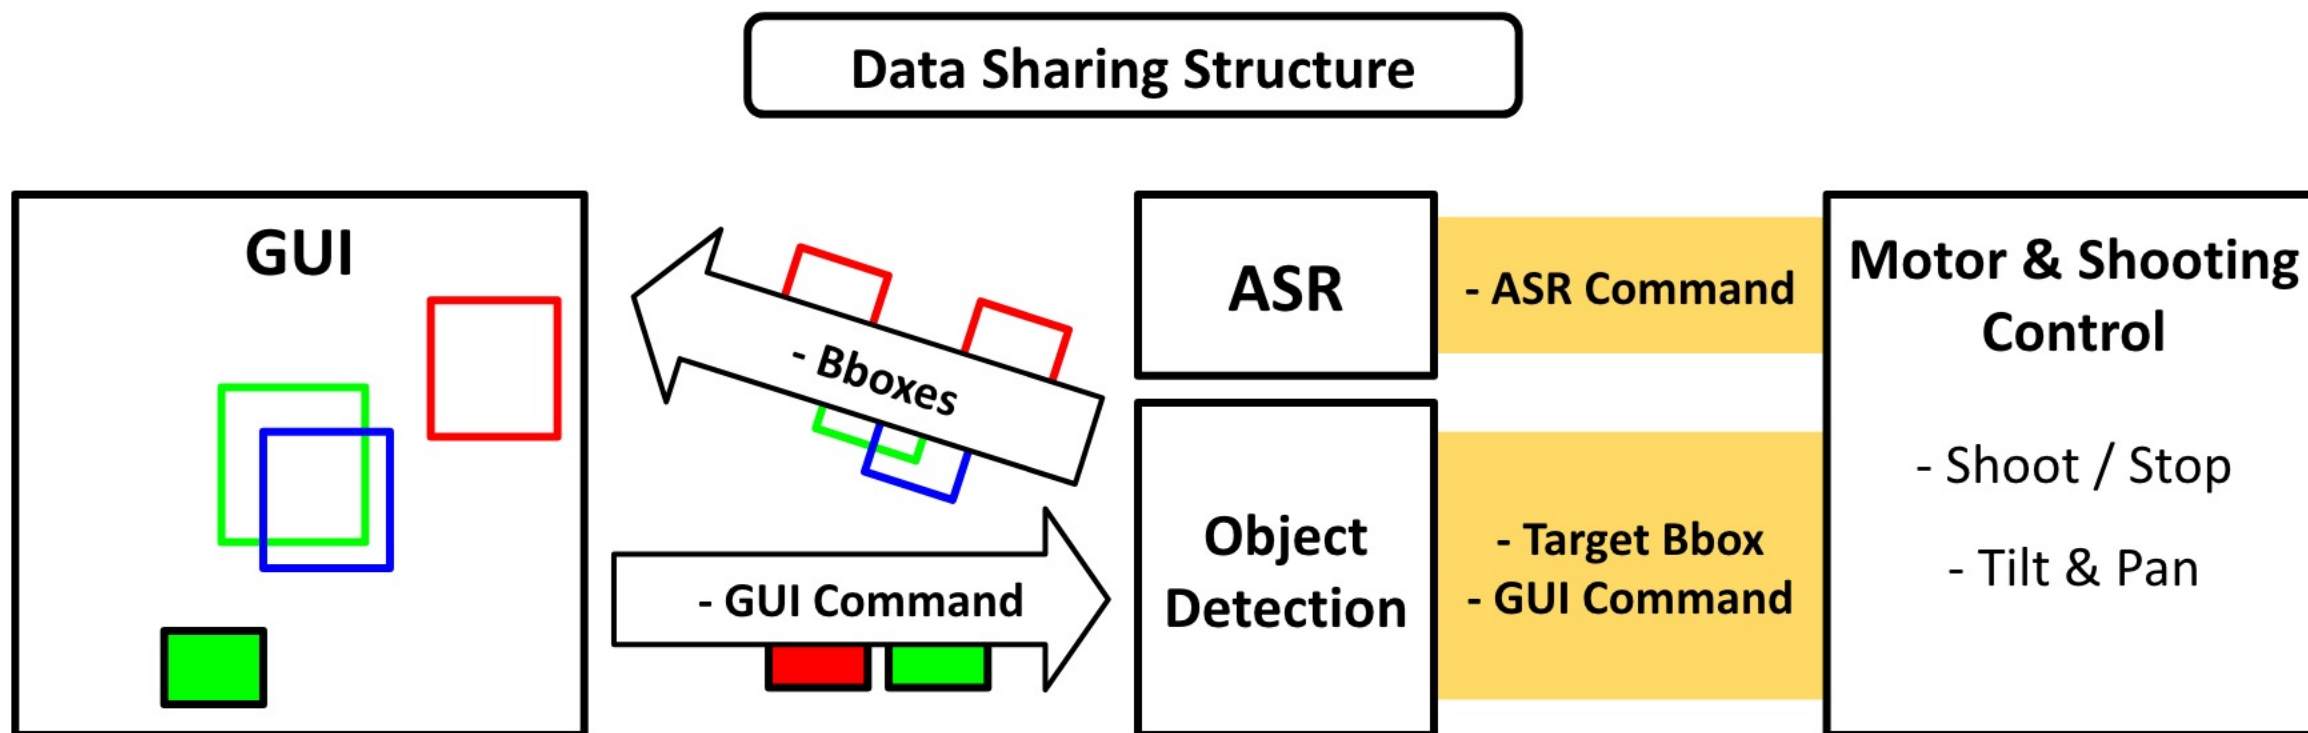 Data Sharing Structure
GUI
- Bboxes
- GUI Command
ASR
Object
Detection
- ASR Command
- Target Bbox
- GUI Command
Motor & Shooting
Control
- Shoot / Stop
- Tilt & Pan